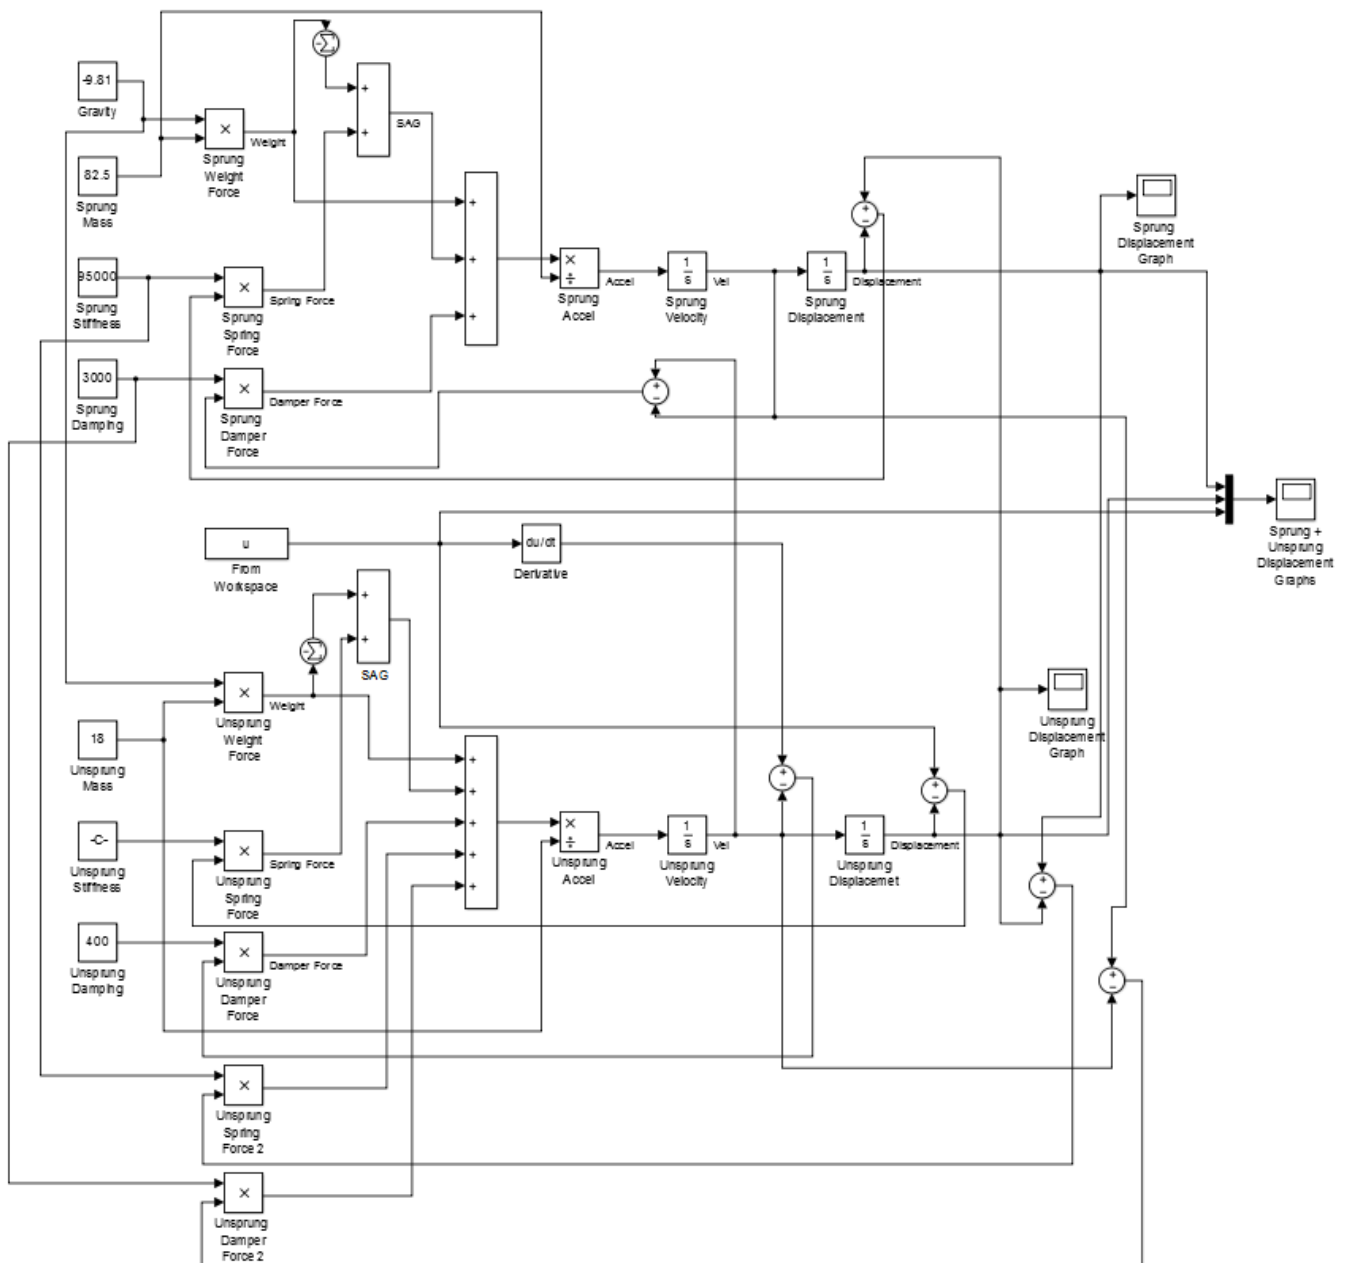 -9.81
Gravity
-Σ
+
+
SAG
×
Weight
Sprung
Weight
Force
82.5
Sprung
Mass
+
+
+
+
−
Sprung
Displacement
Graph
95000
Sprung
Stiffness
×
Spring Force
Sprung
Spring
Force
×
÷
Accel
Sprung
Accel
1
s
Vel
Sprung
Velocity
1
s
Displacement
Sprung
Displacement
3000
Sprung
Damping
×
Damper Force
Sprung
Damper
Force
+
−
u
From
Workspace
du/dt
Derivative
Sprung +
Unsprung
Displacement
Graphs
+
+
SAG
-Σ
×
Weight
Unsprung
Weight
Force
Unsprung
Displacement
Graph
18
Unsprung
Mass
+
+
+
+
+
+
−
+
−
-C-
Unsprung
Stiffness
×
Spring Force
Unsprung
Spring
Force
×
÷
Accel
Unsprung
Accel
1
s
Vel
Unsprung
Velocity
1
s
Displacement
Unsprung
Displacemet
+
−
400
Unsprung
Damping
×
Damper Force
Unsprung
Damper
Force
+
−
×
Unsprung
Spring
Force 2
×
Unsprung
Damper
Force 2